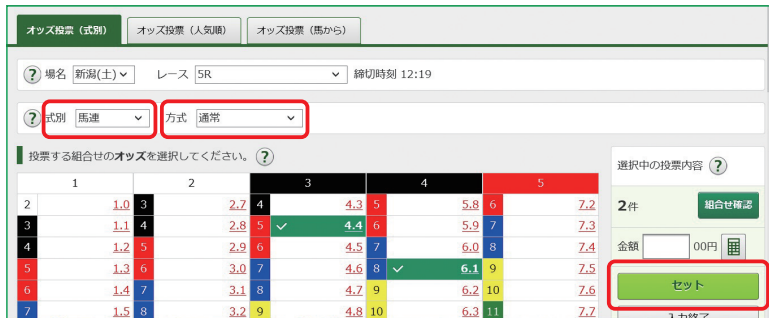 オッズ投票（式別） オッズ投票（人気順） オッズ投票（馬から）
? 場名 新潟(土) レース 5R 締切時刻 12:19
? 式別 馬連 方式 通常
投票する組合せのオッズを選択してください。 ?
選択中の投票内容 ?
1 2 3 4 5
2 1.0 3 2.7 4 4.3 5 5.8 6 7.2
2件 組合せ確認
3 1.1 4 2.8 5 4.4 6 5.9 7 7.3
4 1.2 5 2.9 6 4.5 7 6.0 8 7.4
金額 00円
5 1.3 6 3.0 7 4.6 8 6.1 9 7.5
セット
6 1.4 7 3.1 8 4.7 9 6.2 10 7.6
7 1.5 8 3.2 9 4.8 10 6.3 11 7.7
入力終了